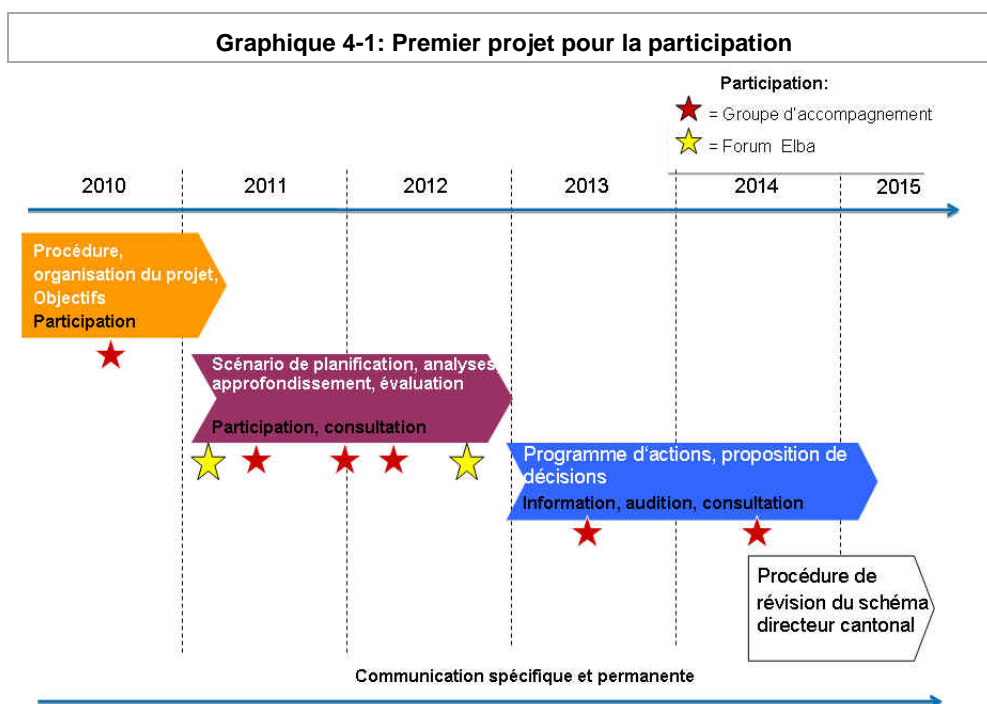 Graphique 4-1: Premier projet pour la participation
Participation:
= Groupe d'accompagnement
= Forum Elba
2010 2011 2012 2013 2014 2015
Procédure,
organisation du projet,
Objectifs
Participation
Scénario de planification, analyses,
approfondissement, évaluation
Participation, consultation
Programme d'actions, proposition de
décisions
Information, audition, consultation
Procédure de
révision du schéma
directeur cantonal
Communication spécifique et permanente